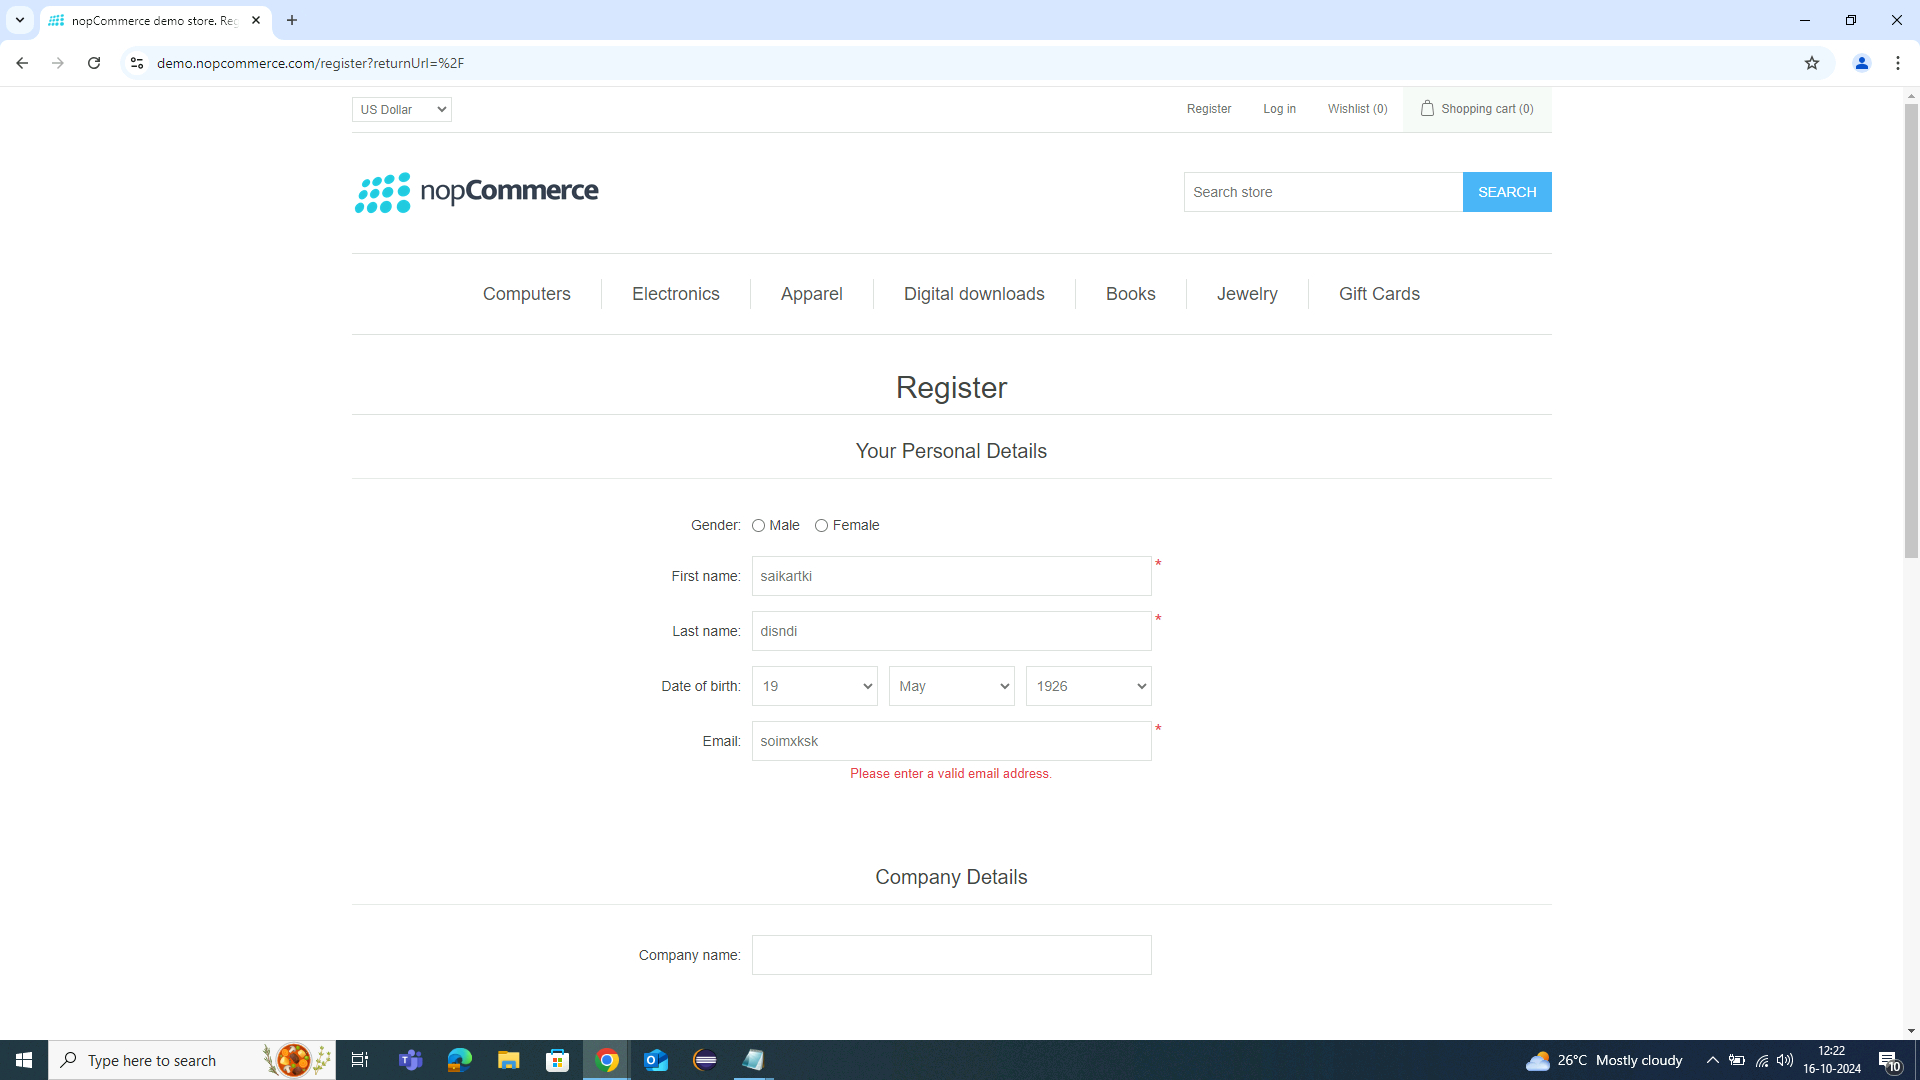 nopCommerce demo store. Reg
demo.nopcommerce.com/register?returnUrl=%2F
US Dollar
Register
Log in
Wishlist (0)
Shopping cart (0)
nopCommerce
Search store
SEARCH
Computers
Electronics
Apparel
Digital downloads
Books
Jewelry
Gift Cards
Register
Your Personal Details
Gender: Male Female
First name: saikartki *
Last name: disndi *
Date of birth: 19 May 1926
Email: soimxksk *
Please enter a valid email address.
Company Details
Company name:
Type here to search
26°C Mostly cloudy
12:22
16-10-2024
10